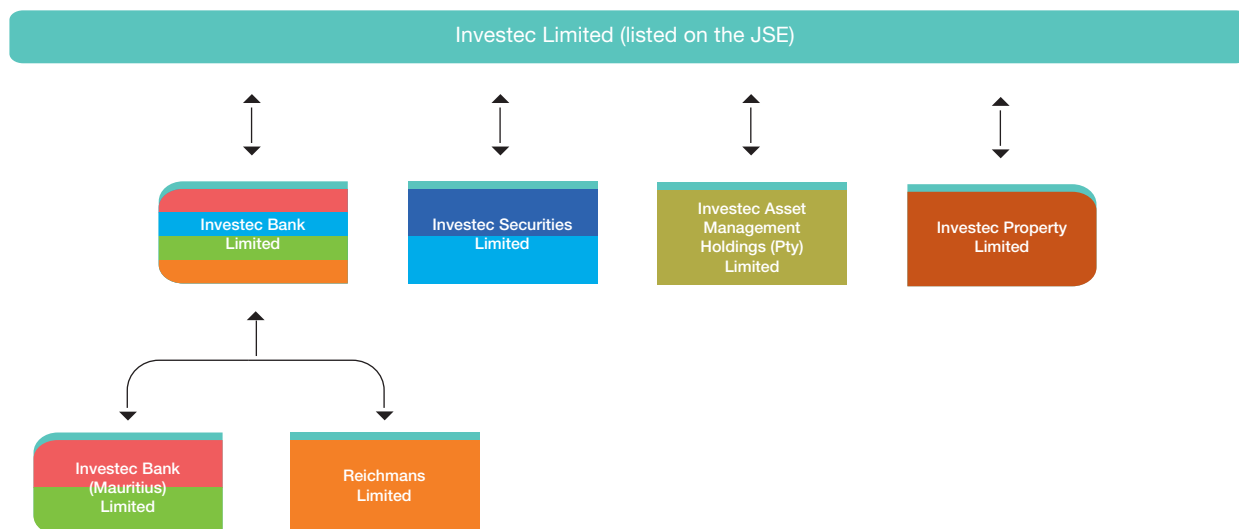 Investec Limited (listed on the JSE)
Investec Bank
Limited
Investec Securities
Limited
Investec Asset
Management
Holdings (Pty)
Limited
Investec Property
Limited
Investec Bank
(Mauritius)
Limited
Reichmans
Limited